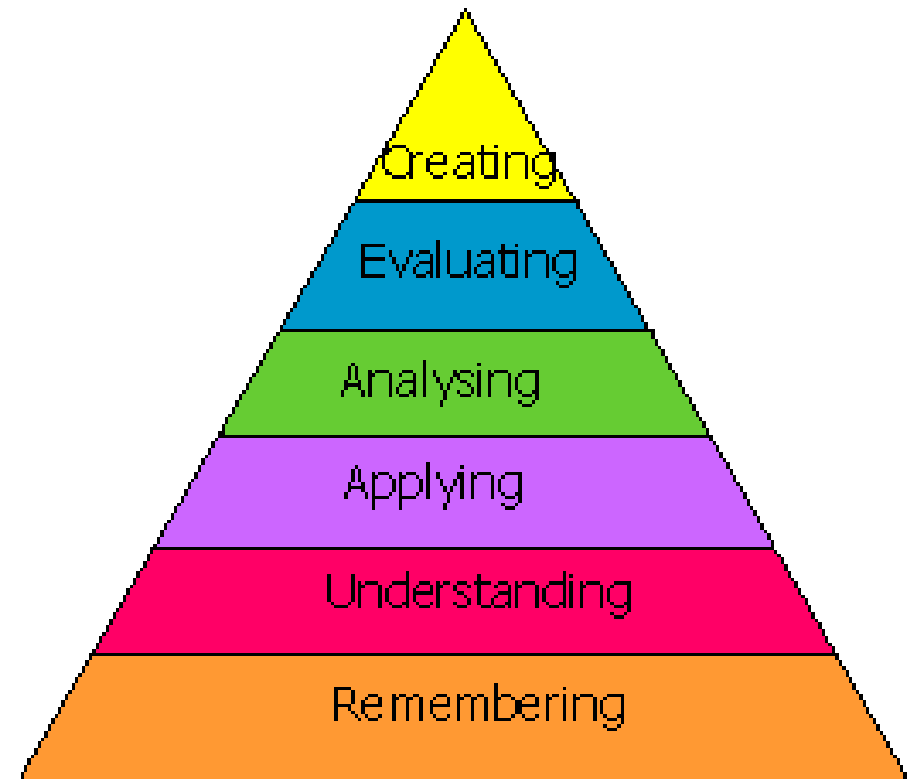 Creating
Evaluating
Analysing
Applying
Understanding
Remembering